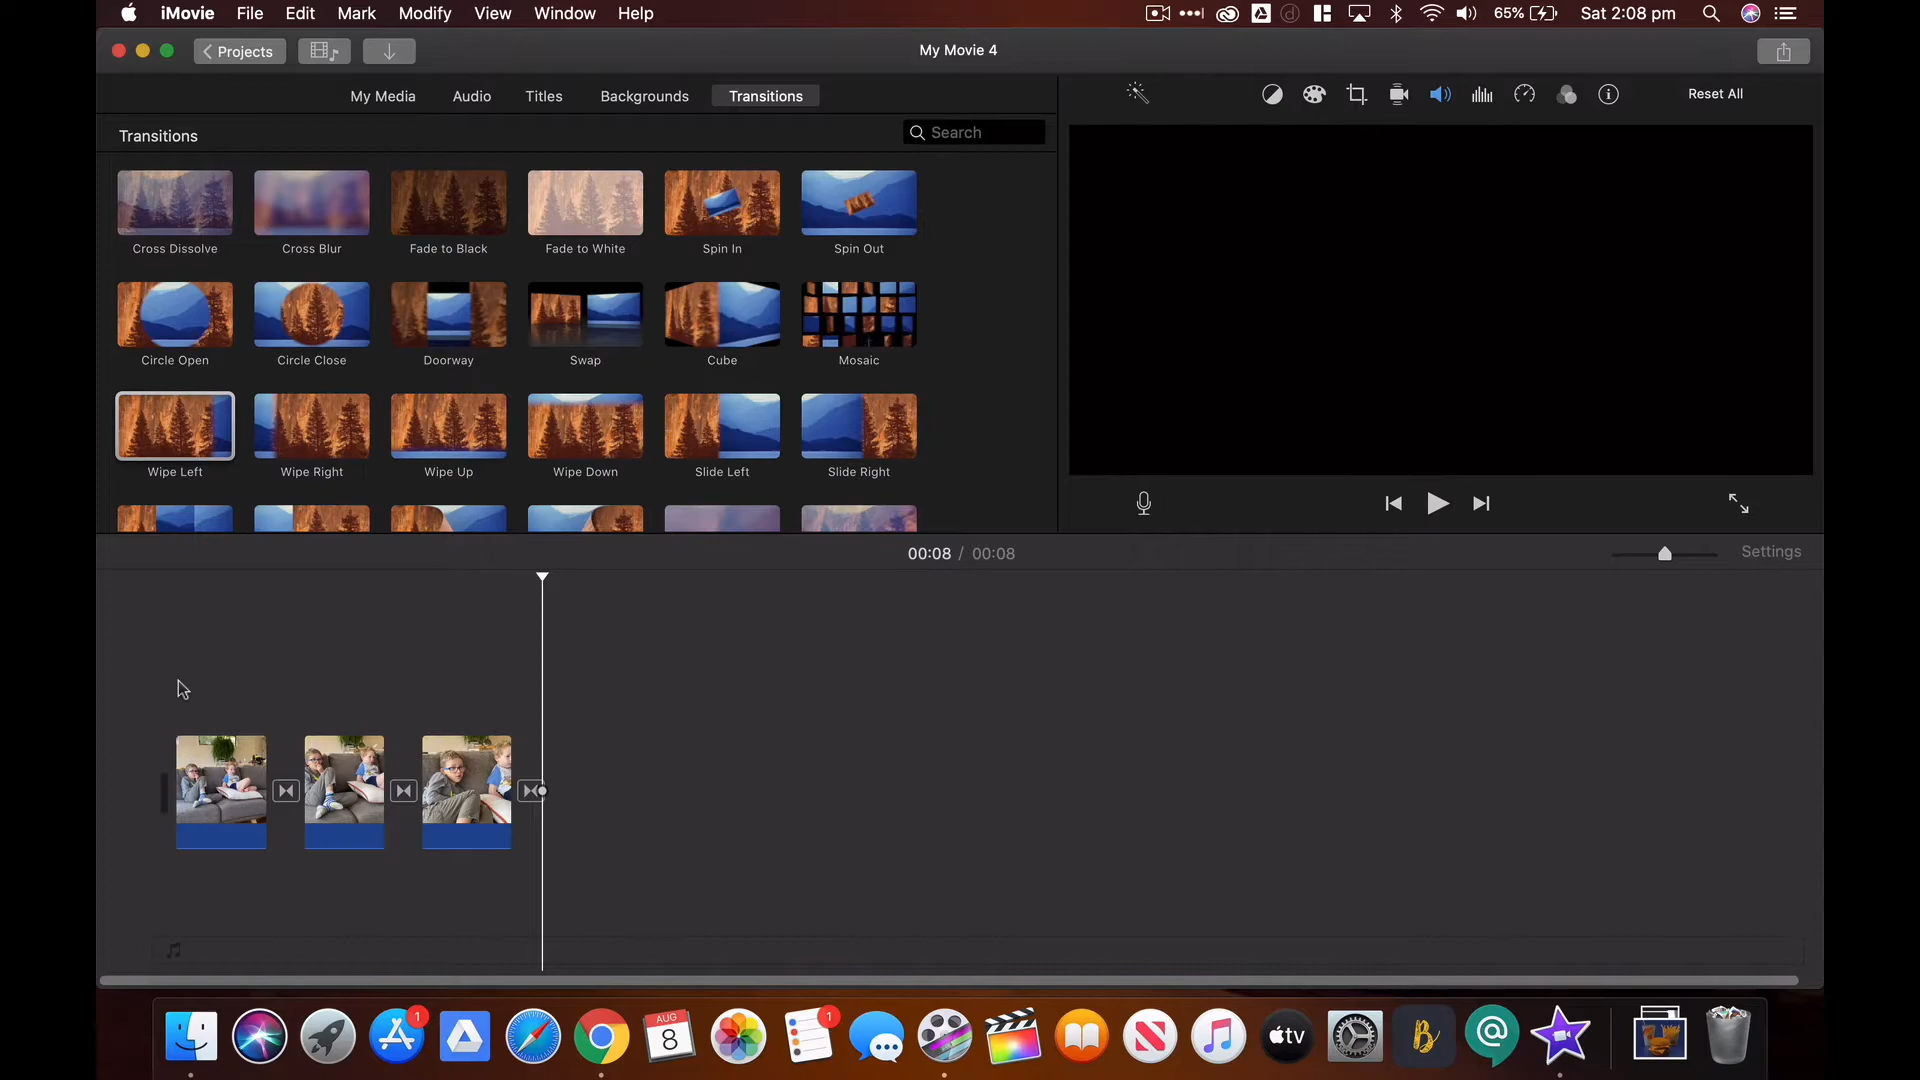 iMovie File Edit Mark Modify View Window Help 65% Sat 2:08 pm
Projects My Movie 4
My Media Audio Titles Backgrounds Transitions Reset All
Transitions Search
Cross Dissolve Cross Blur Fade to Black Fade to White Spin In Spin Out
Circle Open Circle Close Doorway Swap Cube Mosaic
Wipe Left Wipe Right Wipe Up Wipe Down Slide Left Slide Right
00:08 / 00:08 Settings
1 AUG 8 1 tv B @